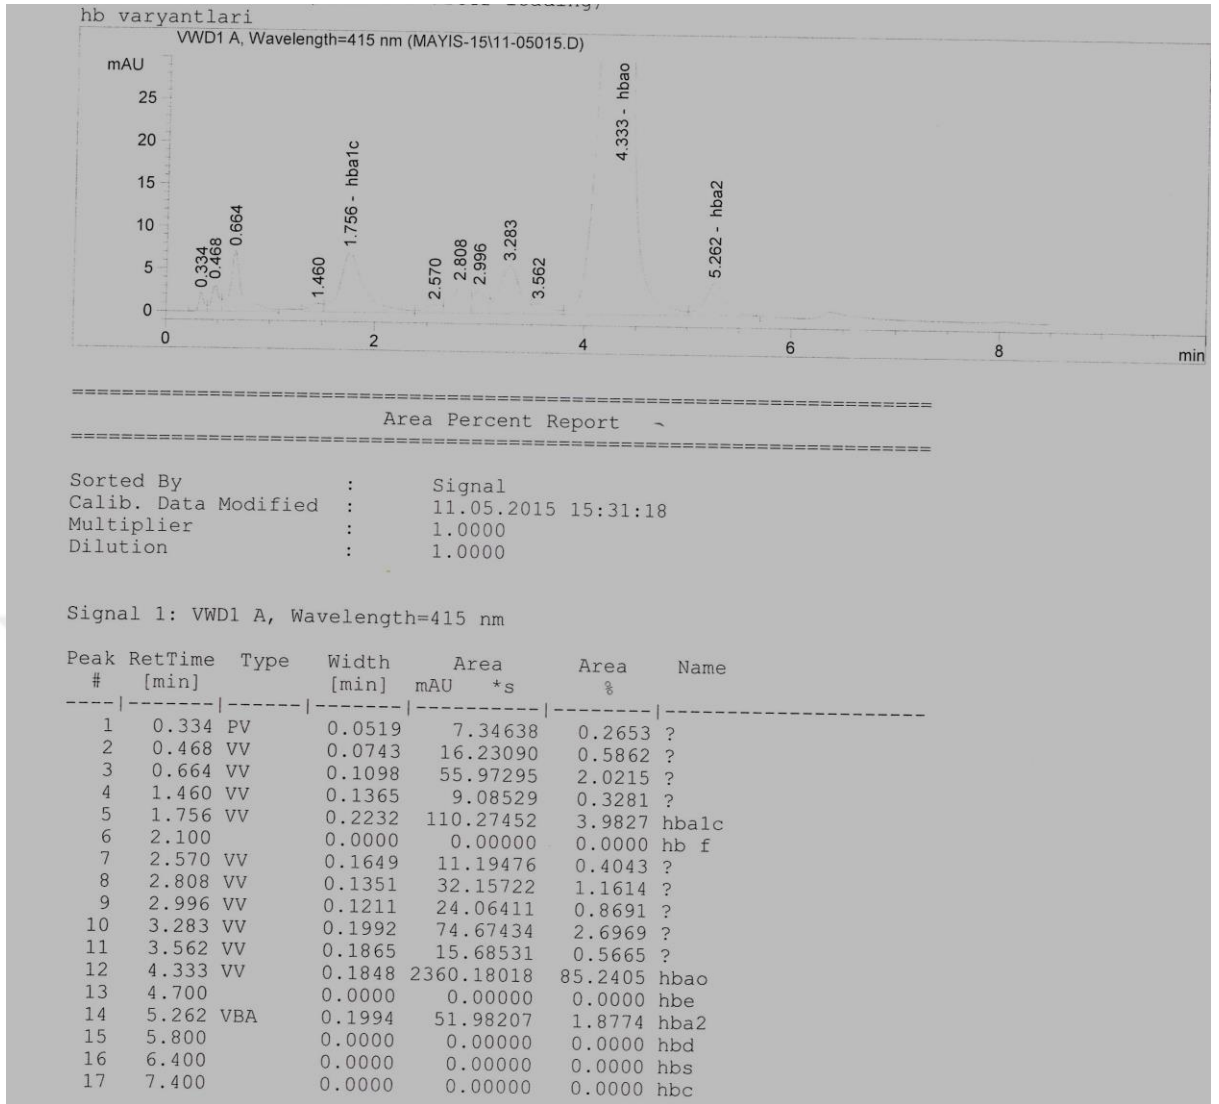 loading)
hb varyantlari
VWD1 A, Wavelength=415 nm (MAYIS-15\11-05015.D)
mAU
25
20
15
10
5
0
0.334
0.468
0.664
1.460
1.756 - hba1c
2.570
2.808
2.996
3.283
3.562
4.333 - hbao
5.262 - hba2
0 2 4 6 8 min
Area Percent Report
Sorted By : Signal
Calib. Data Modified : 11.05.2015 15:31:18
Multiplier : 1.0000
Dilution : 1.0000
Signal 1: VWD1 A, Wavelength=415 nm
Peak RetTime Type Width Area Area Name
# [min] [min] mAU *s %
----|-------|------|-------|----------|--------|---------------------
1 0.334 PV 0.0519 7.34638 0.2653 ?
2 0.468 VV 0.0743 16.23090 0.5862 ?
3 0.664 VV 0.1098 55.97295 2.0215 ?
4 1.460 VV 0.1365 9.08529 0.3281 ?
5 1.756 VV 0.2232 110.27452 3.9827 hba1c
6 2.100 0.0000 0.00000 0.0000 hb f
7 2.570 VV 0.1649 11.19476 0.4043 ?
8 2.808 VV 0.1351 32.15722 1.1614 ?
9 2.996 VV 0.1211 24.06411 0.8691 ?
10 3.283 VV 0.1992 74.67434 2.6969 ?
11 3.562 VV 0.1865 15.68531 0.5665 ?
12 4.333 VV 0.1848 2360.18018 85.2405 hbao
13 4.700 0.0000 0.00000 0.0000 hbe
14 5.262 VBA 0.1994 51.98207 1.8774 hba2
15 5.800 0.0000 0.00000 0.0000 hbd
16 6.400 0.0000 0.00000 0.0000 hbs
17 7.400 0.0000 0.00000 0.0000 hbc